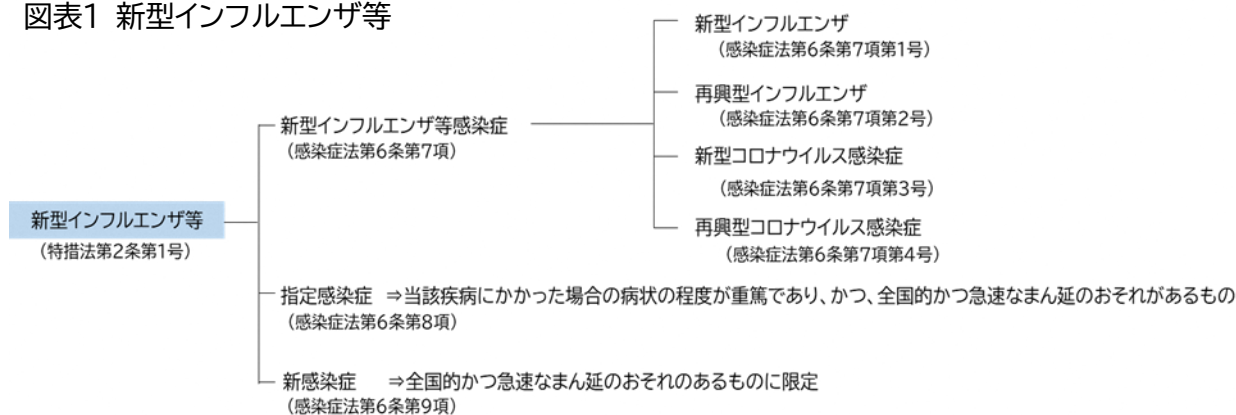 図表1 新型インフルエンザ等
新型インフルエンザ
（感染症法第6条第7項第1号）
再興型インフルエンザ
（感染症法第6条第7項第2号）
新型インフルエンザ等感染症
（感染症法第6条第7項）
新型コロナウイルス感染症
（感染症法第6条第7項第3号）
再興型コロナウイルス感染症
（感染症法第6条第7項第4号）
新型インフルエンザ等
（特措法第2条第1号）
指定感染症 ⇒当該疾病にかかった場合の病状の程度が重篤であり、かつ、全国的かつ急速なまん延のおそれがあるもの
（感染症法第6条第8項）
新感染症 ⇒全国的かつ急速なまん延のおそれのあるものに限定
（感染症法第6条第9項）